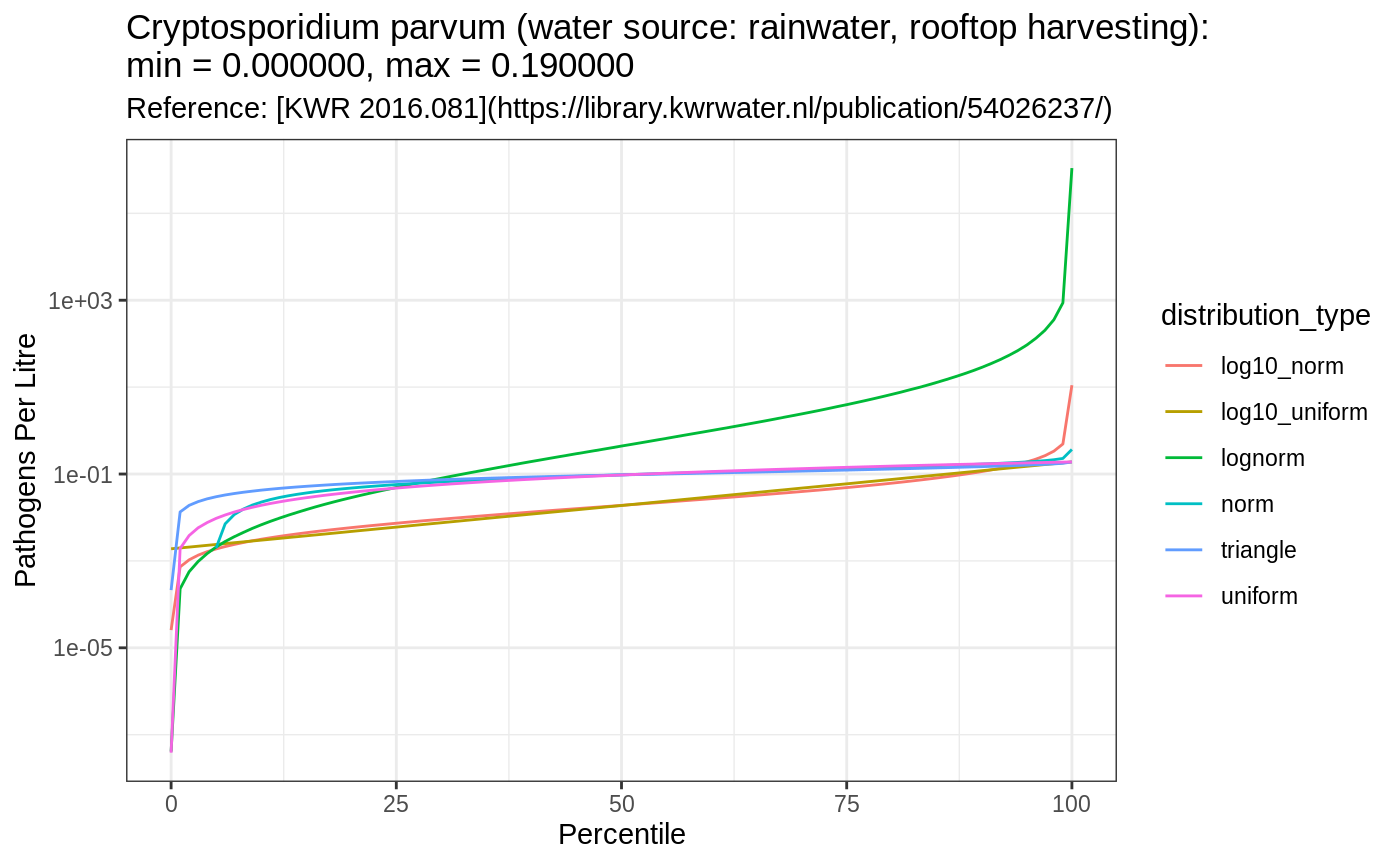 Cryptosporidium parvum (water source: rainwater, rooftop harvesting):
min = 0.000000, max = 0.190000
Reference: [KWR 2016.081](https://library.kwrwater.nl/publication/54026237/)
Pathogens Per Litre
1e+03
1e-01
1e-05
0 25 50 75 100
Percentile
distribution_type
log10_norm
log10_uniform
lognorm
norm
triangle
uniform